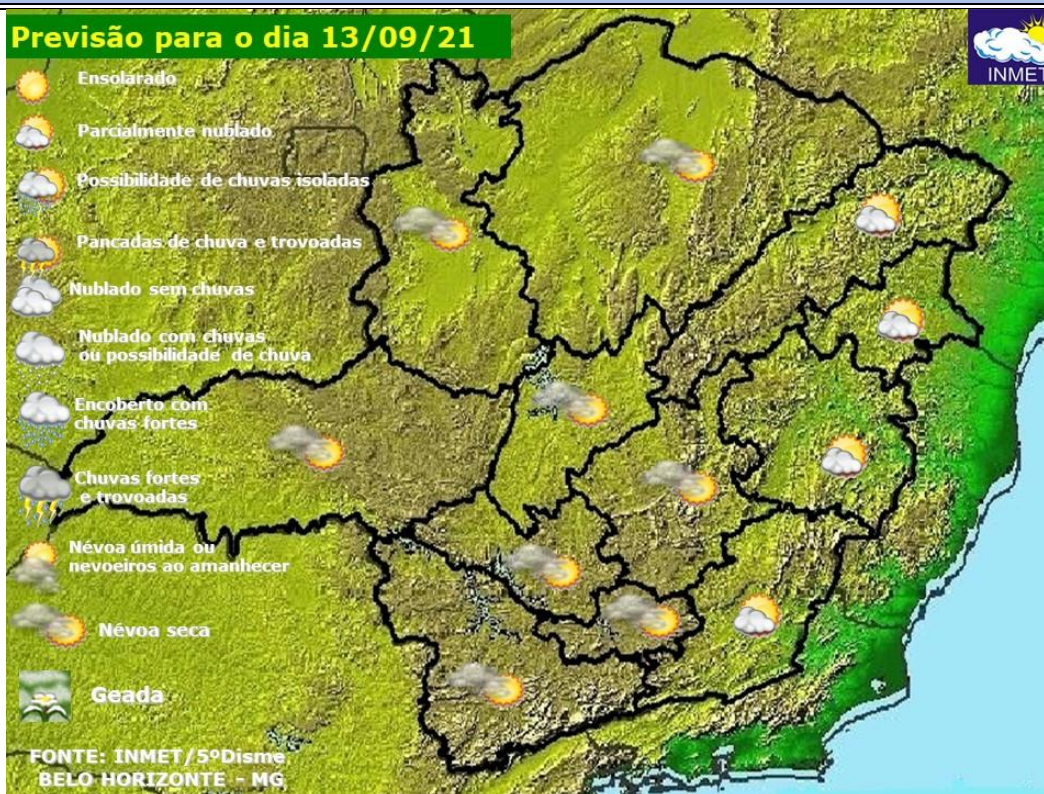 Previsão para o dia 13/09/21
INMET
Ensolarado
Parcialmente nublado
Possibilidade de chuvas isoladas
Pancadas de chuva e trovoadas
Nublado sem chuvas
Nublado com chuvas
ou possibilidade de chuva
Encoberto com
chuvas fortes
Chuvas fortes
e trovoadas
Névoa úmida ou
nevoeiros ao amanhecer
Névoa seca
Geada
FONTE: INMET/5ºDisme
BELO HORIZONTE - MG